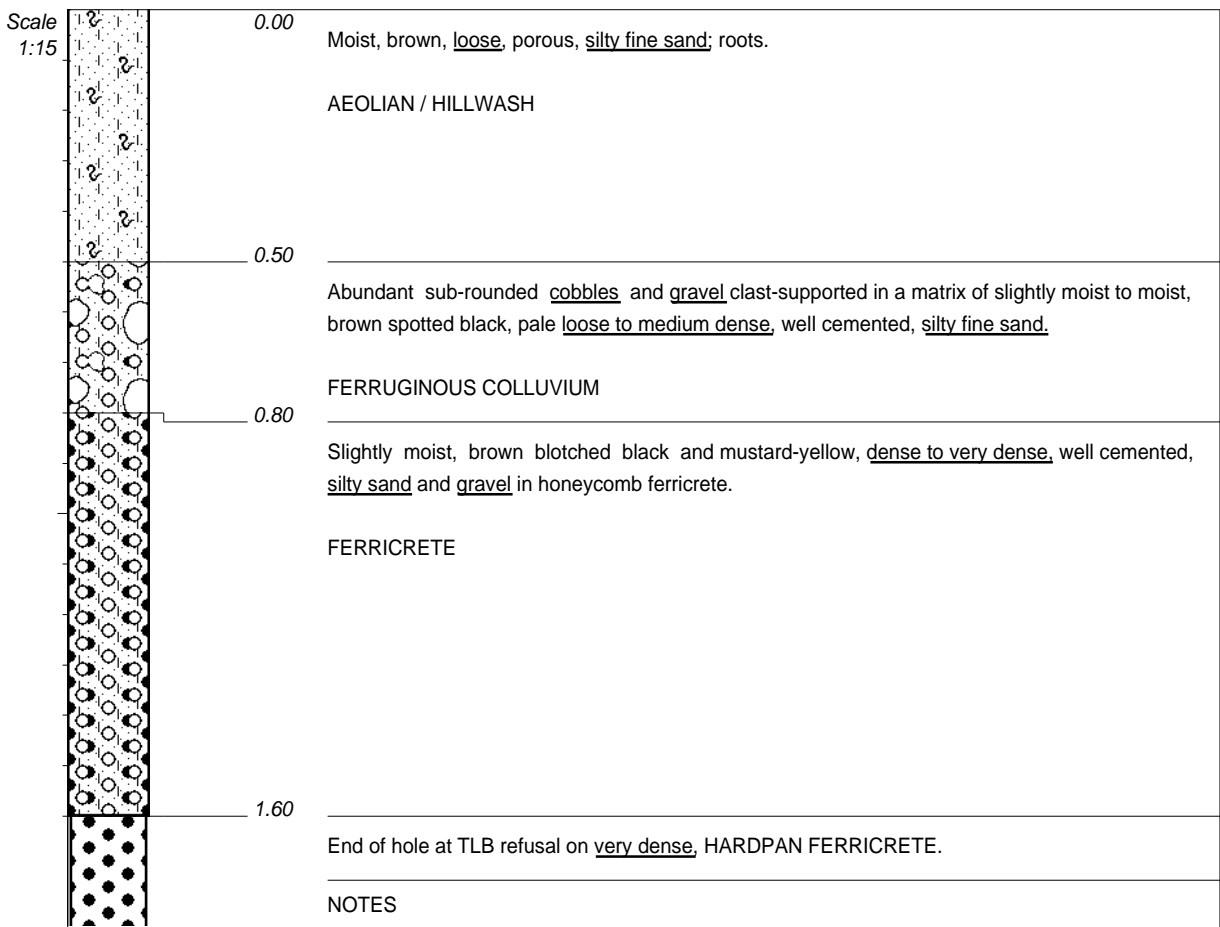 Scale
1:15
0.00
Moist, brown, loose, porous, silty fine sand; roots.
AEOLIAN / HILLWASH
0.50
Abundant sub-rounded cobbles and gravel clast-supported in a matrix of slightly moist to moist,
brown spotted black, pale loose to medium dense, well cemented, silty fine sand.
FERRUGINOUS COLLUVIUM
0.80
Slightly moist, brown blotched black and mustard-yellow, dense to very dense, well cemented,
silty sand and gravel in honeycomb ferricrete.
FERRICRETE
1.60
End of hole at TLB refusal on very dense, HARDPAN FERRICRETE.
NOTES